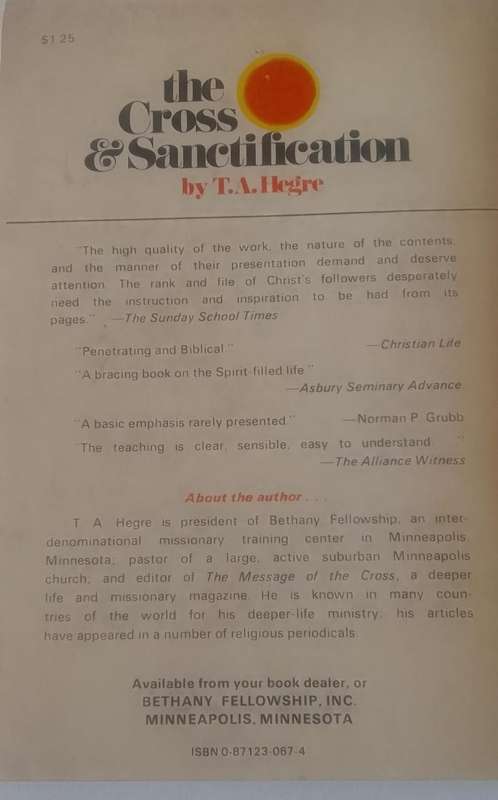 $1.25
the
Cross
& Sanctification
by T.A. Hegre
"The high quality of the work, the nature of the contents,
and the manner of their presentation demand and deserve
attention. The rank and file of Christ's followers desperately
need the instruction and inspiration to be had from its
pages." —The Sunday School Times
"Penetrating and Biblical." —Christian Life
"A bracing book on the Spirit-filled life."
—Asbury Seminary Advance
"A basic emphasis rarely presented." —Norman P. Grubb
"The teaching is clear, sensible, easy to understand "
—The Alliance Witness
About the author . . .
T. A. Hegre is president of Bethany Fellowship, an inter-
denominational missionary training center in Minneapolis,
Minnesota; pastor of a large, active suburban Minneapolis
church; and editor of The Message of the Cross, a deeper
life and missionary magazine. He is known in many coun-
tries of the world for his deeper-life ministry; his articles
have appeared in a number of religious periodicals.
Available from your book dealer, or
BETHANY FELLOWSHIP, INC.
MINNEAPOLIS, MINNESOTA
ISBN 0-87123-067-4